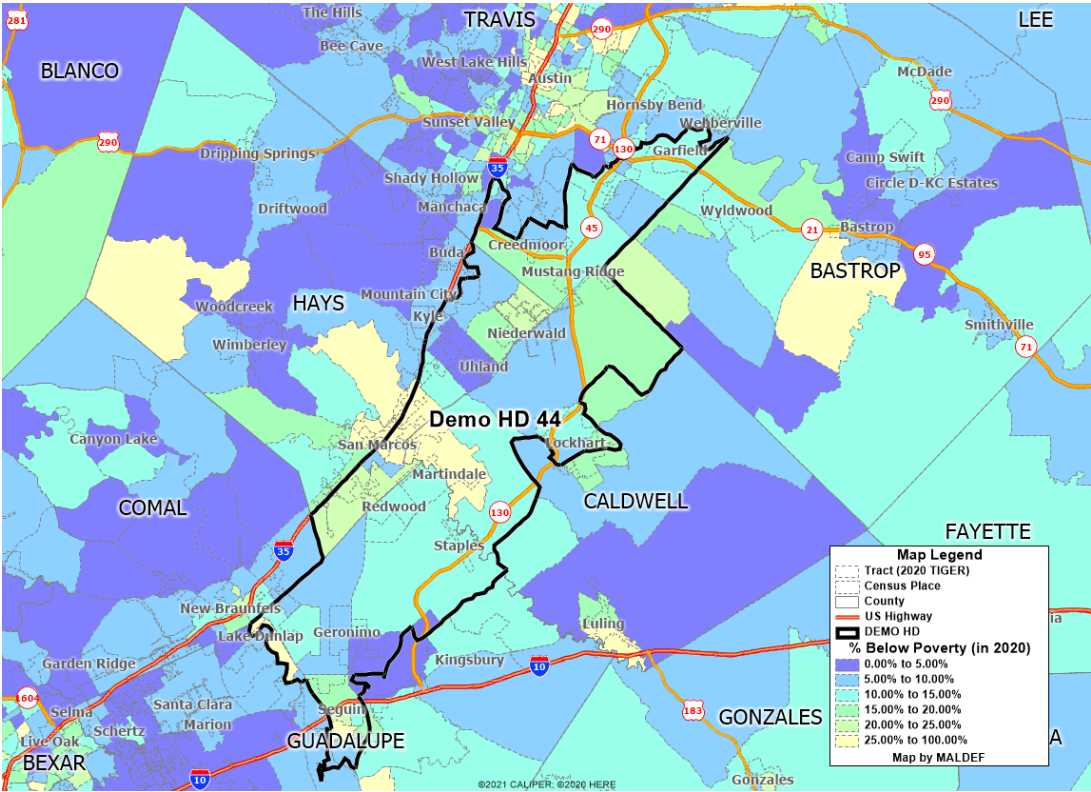 281
The Hills
TRAVIS
290
LEE
Bee Cave
BLANCO
West Lake Hills
McDade
Austin
290
Hornsby Bend
Sunset Valley
Webberville
290
71
130
Garfield
Dripping Springs
35
Camp Swift
Shady Hollow
Circle D-KC Estates
Driftwood
Manchaca
Wyldwood
45
21
Bastrop
Buda
Creedmoor
95
Mustang Ridge
BASTROP
Mountain City
Woodcreek
HAYS
Kyle
Smithville
Niederwald
71
Wimberley
Uhland
Demo HD 44
Canyon Lake
San Marcos
Lockhart
Martindale
COMAL
Redwood
CALDWELL
130
FAYETTE
35
Staples
New Braunfels
Lake Dunlap
Geronimo
Luling
Garden Ridge
Kingsbury
10
1604
Santa Clara
Selma
Marion
Seguin
183
Schertz
GONZALES
Live Oak
GUADALUPE
BEXAR
10
Gonzales
A
Map Legend
Tract (2020 TIGER)
Census Place
County
US Highway
DEMO HD
% Below Poverty (in 2020)
0.00% to 5.00%
5.00% to 10.00%
10.00% to 15.00%
15.00% to 20.00%
20.00% to 25.00%
25.00% to 100.00%
Map by MALDEF
©2021 CALIPER; ©2020 HERE